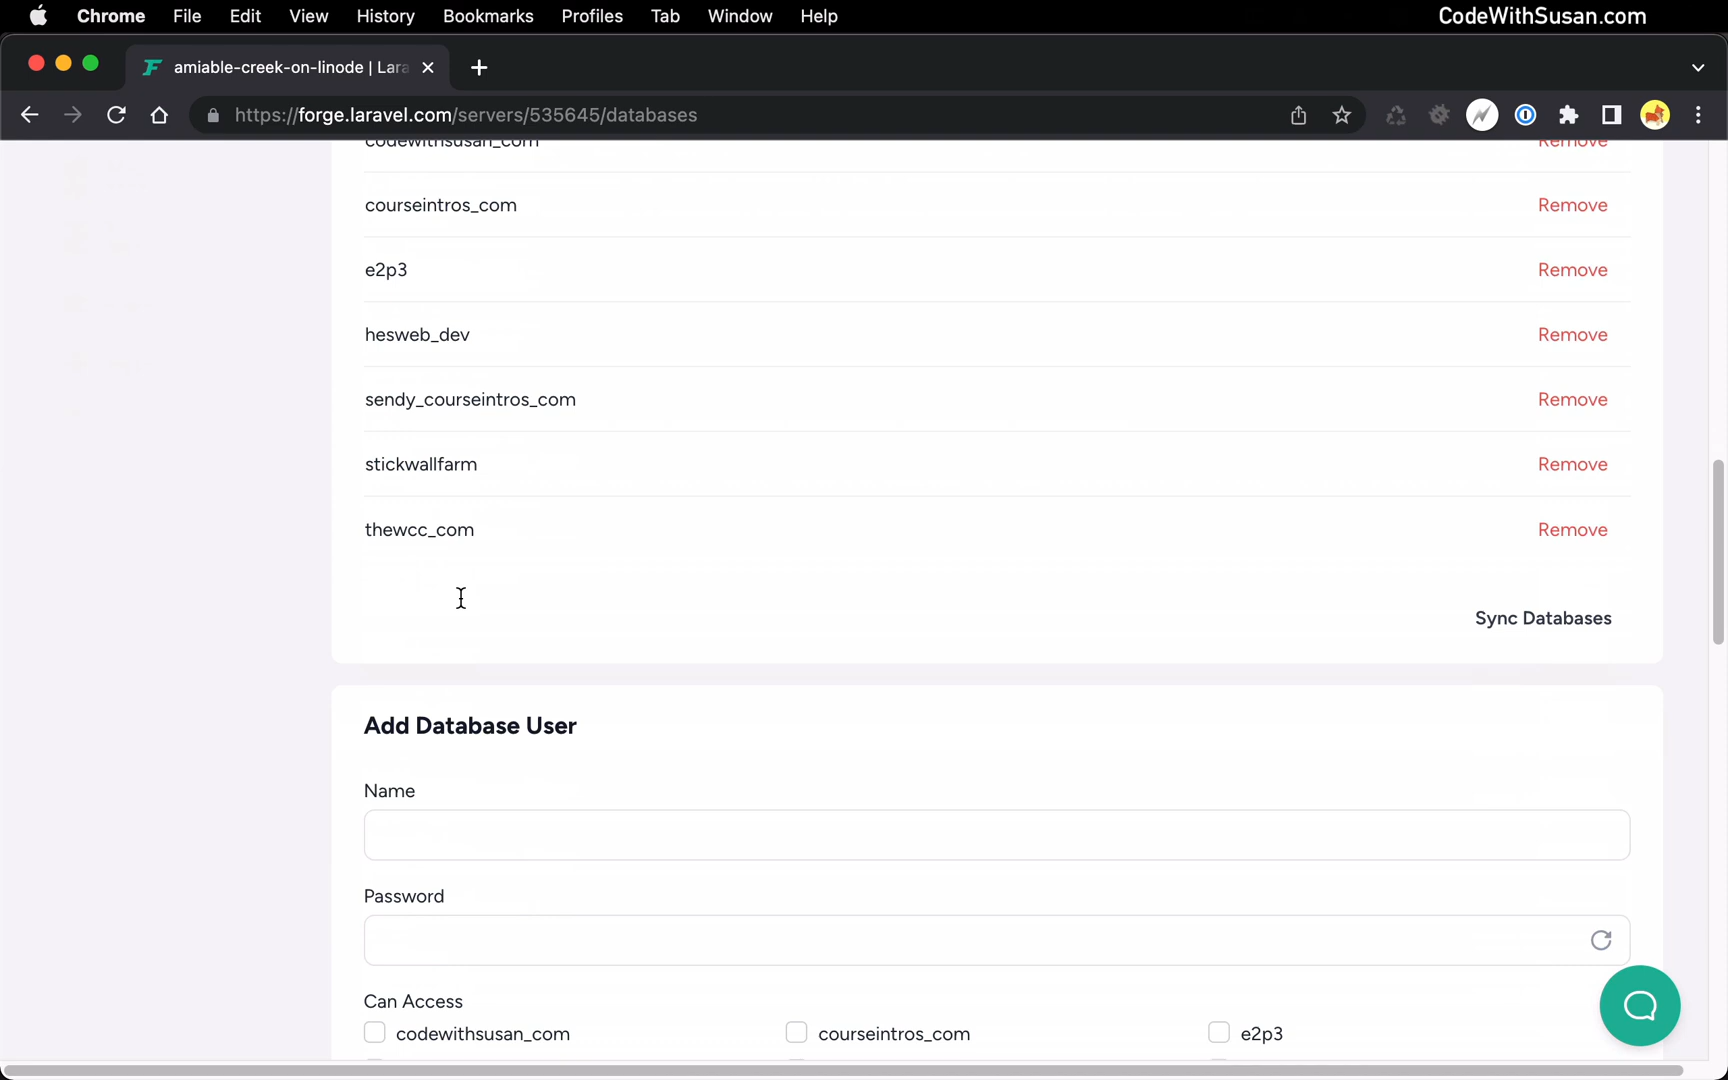 Chrome File Edit View History Bookmarks Profiles Tab Window Help CodeWithSusan.com
amiable-creek-on-linode | Lara
https://forge.laravel.com/servers/535645/databases
codewithsusan_com Remove
courseintros_com Remove
e2p3 Remove
hesweb_dev Remove
sendy_courseintros_com Remove
stickwallfarm Remove
thewcc_com Remove
Sync Databases
Add Database User
Name
Password
Can Access
codewithsusan_com courseintros_com e2p3